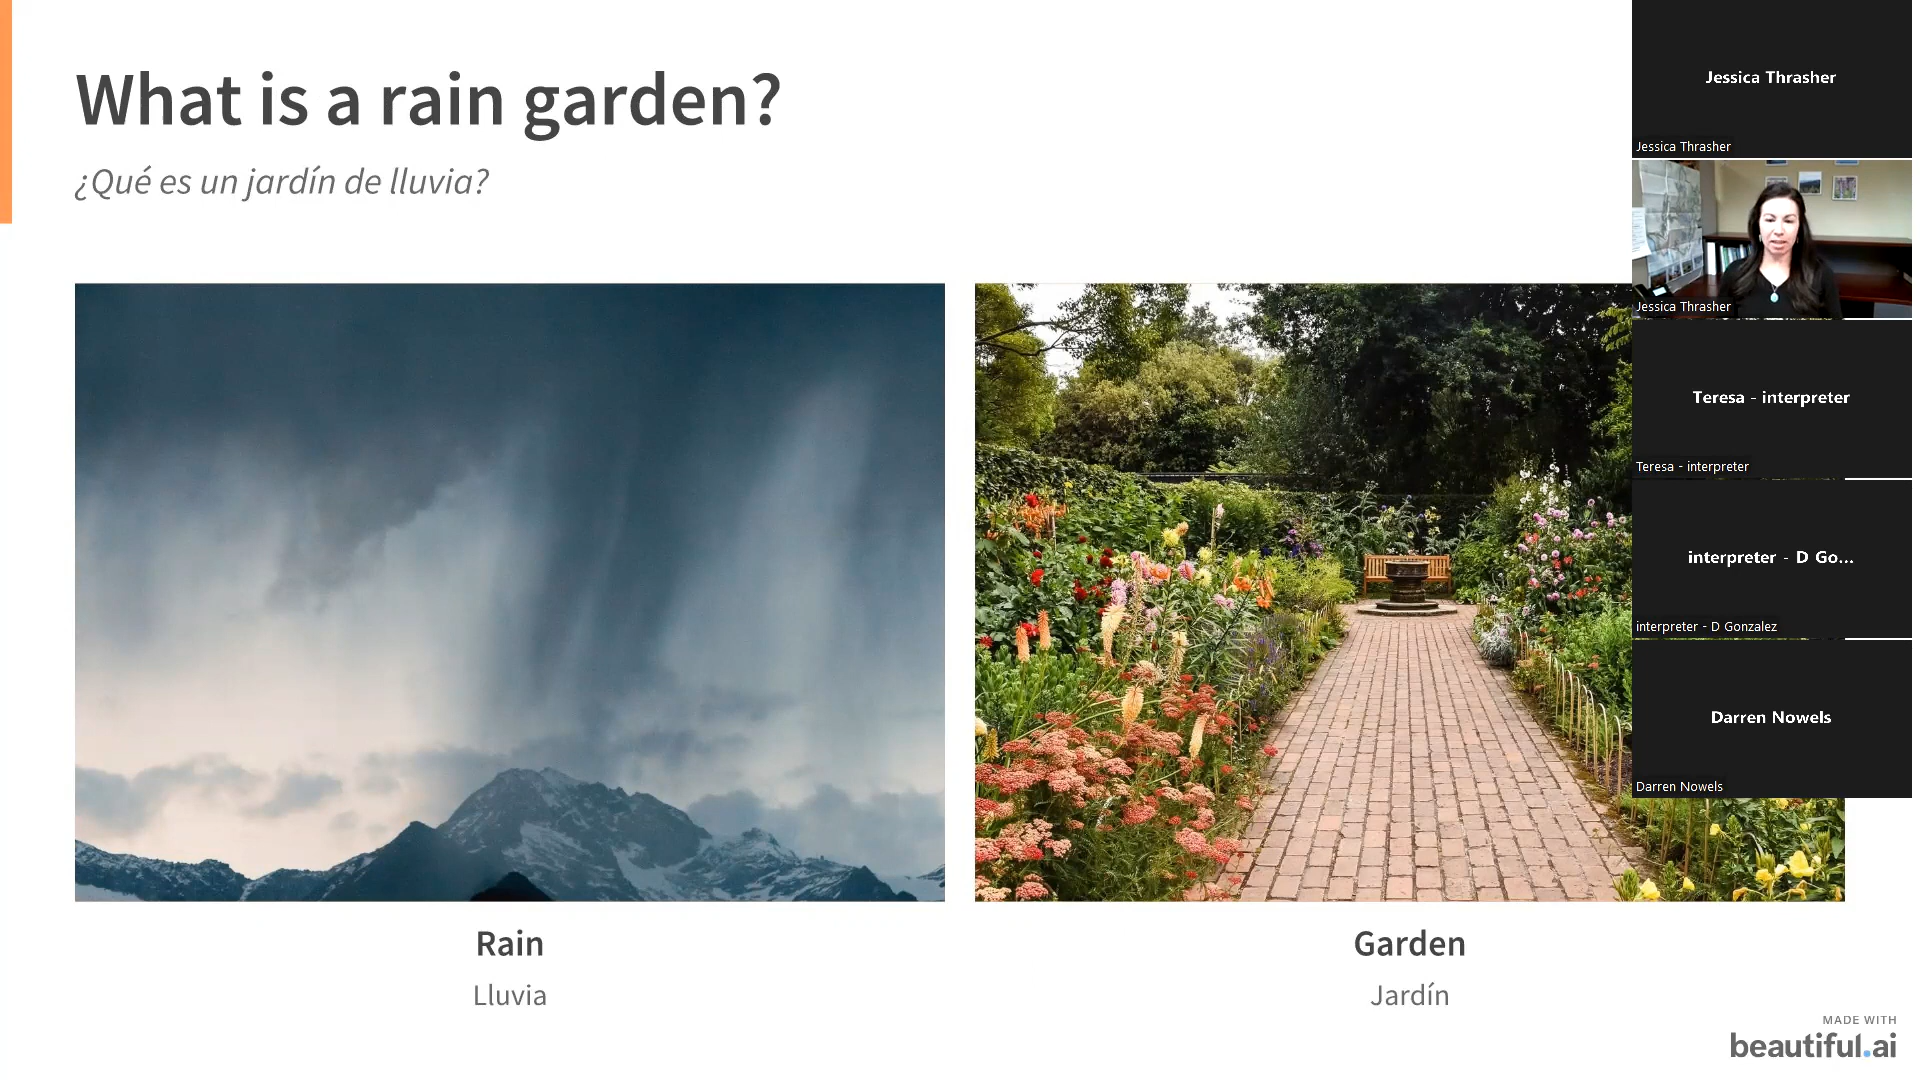 What is a rain garden?
¿Qué es un jardín de lluvia?
Rain
Lluvia
Garden
Jardín
MADE WITH
beautiful.ai
Jessica Thrasher
Jessica Thrasher
Jessica Thrasher
Teresa - interpreter
Teresa - interpreter
interpreter - D Go...
interpreter - D Gonzalez
Darren Nowels
Darren Nowels